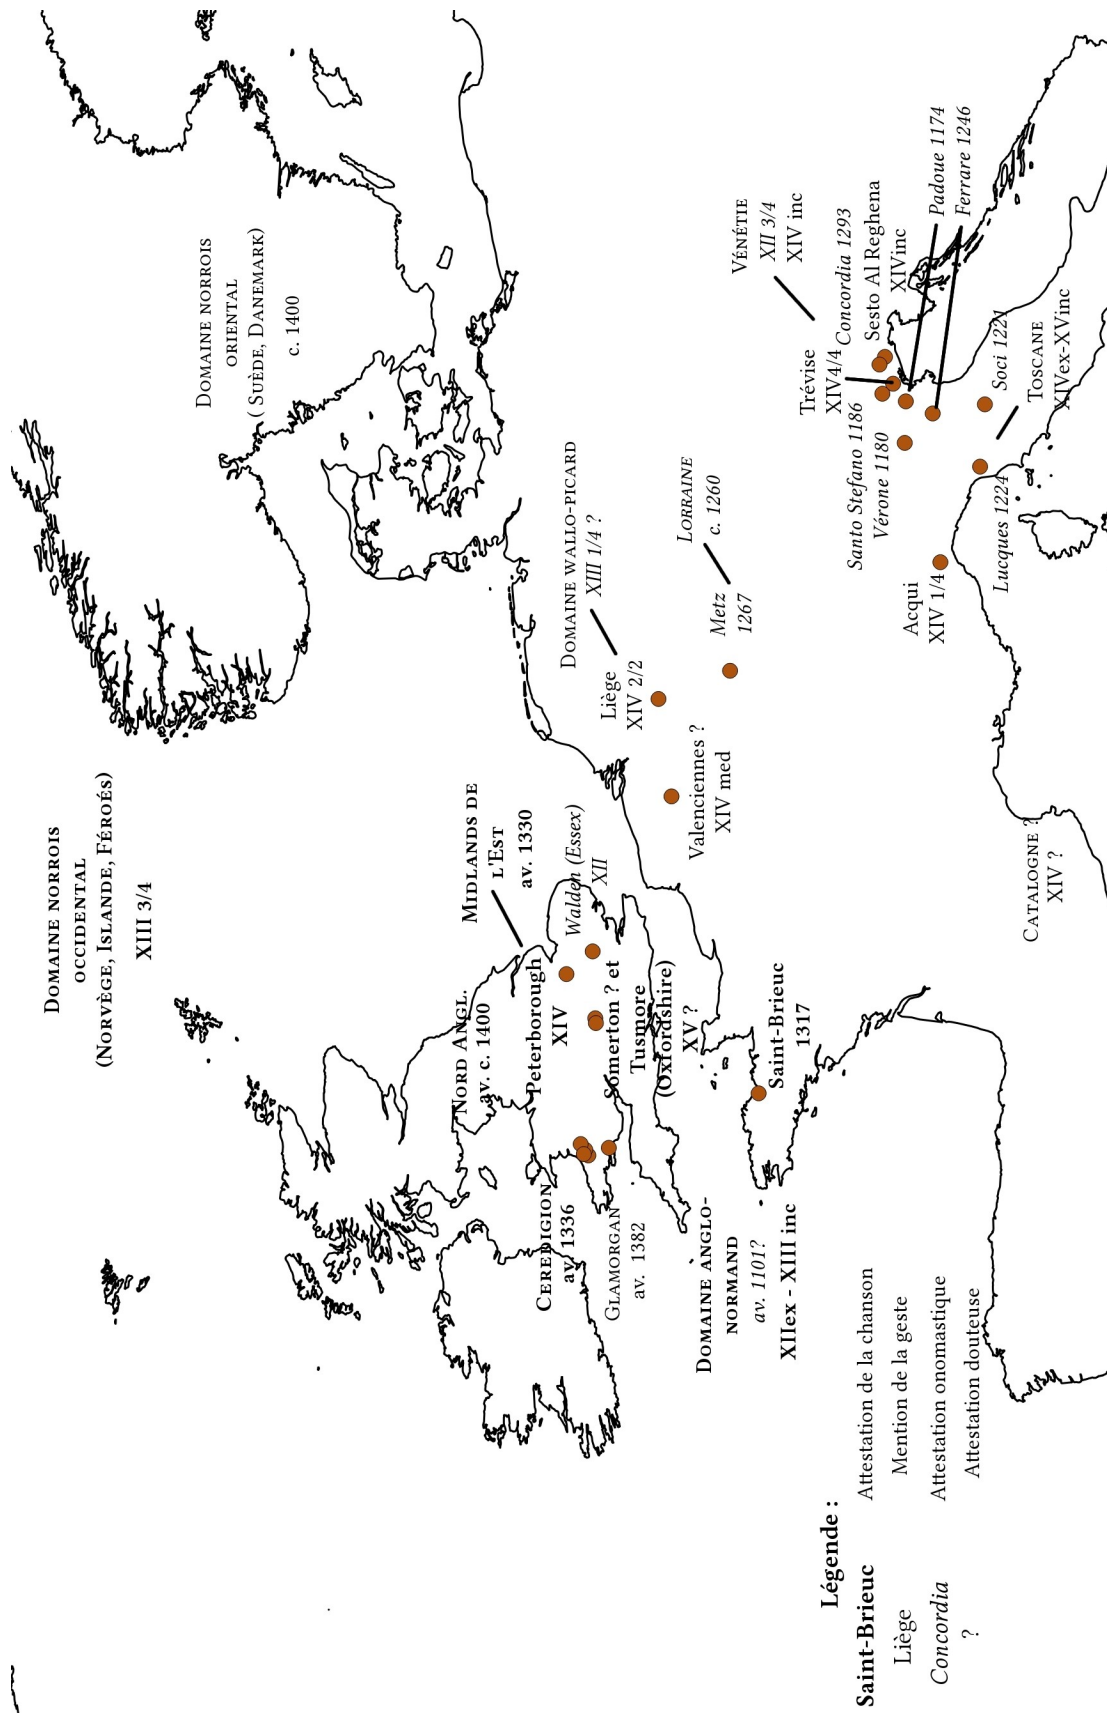 Domaine norrois
occidental
(Norvège, Islande, Féroés)
XIII 3/4
Domaine norrois
oriental
( Suède, Danemark)
c. 1400
Nord Angl.
av. c. 1400
Midlands de
l'Est
av. 1330
Peterborough
XIV
Walden (Essex)
XII
Somerton ? et
Tusmore
(Oxfordshire)
XV ?
Ceredigion
av. 1336
Glamorgan
av. 1382
Domaine anglo-
normand
av. 1101?
XIIex - XIII inc
Saint-Brieuc
1317
Domaine wallo-picard
XIII 1/4 ?
Liège
XIV 2/2
Valenciennes ?
XIV med
Lorraine
c. 1260
Metz
1267
Vénétie
XII 3/4
XIV inc
Trévise
XIV4/4
Concordia 1293
Sesto Al Reghena
XIVinc
Santo Stefano 1186
Vérone 1180
Padoue 1174
Ferrare 1246
Acqui
XIV 1/4
Lucques 1224
Soci 1221
Toscane
XIVex-XVinc
Catalogne ?
XIV ?
Légende :
Saint-Brieuc Attestation de la chanson
Liège Mention de la geste
Concordia Attestation onomastique
? Attestation douteuse